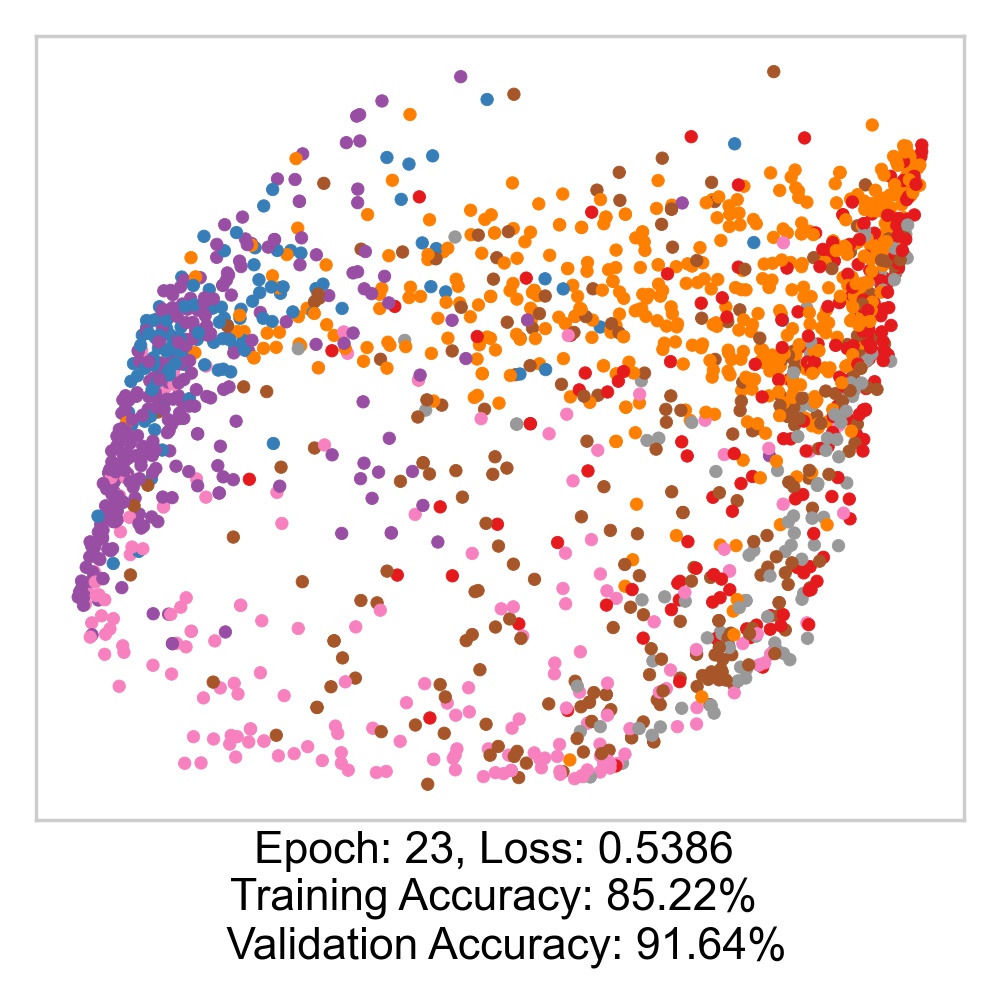 Epoch: 23, Loss: 0.5386
Training Accuracy: 85.22%
Validation Accuracy: 91.64%